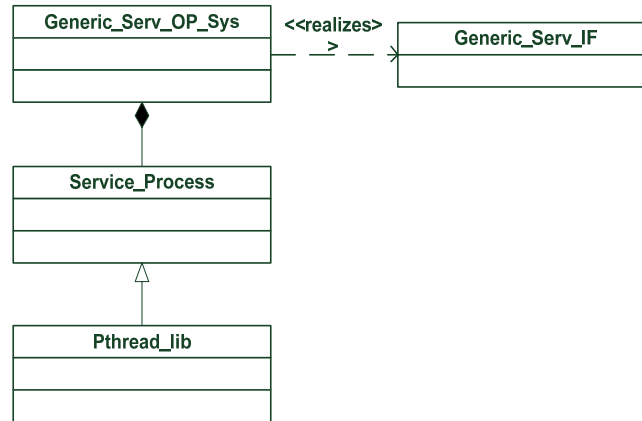 Generic_Serv_OP_Sys
<<realizes>
>
Generic_Serv_IF
Service_Process
Pthread_lib